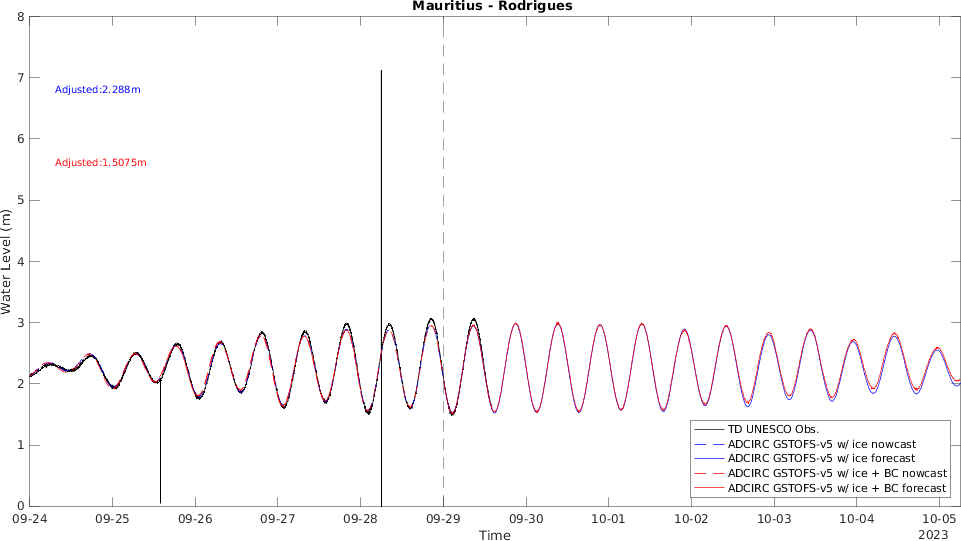 Mauritius - Rodrigues
8
7
6
5
4
3
2
1
0
Water Level (m)
Adjusted:2.288m
Adjusted:1.5075m
TD UNESCO Obs.
ADCIRC GSTOFS-v5 w/ ice nowcast
ADCIRC GSTOFS-v5 w/ ice forecast
ADCIRC GSTOFS-v5 w/ ice + BC nowcast
ADCIRC GSTOFS-v5 w/ ice + BC forecast
09-24 09-25 09-26 09-27 09-28 09-29 09-30 10-01 10-02 10-03 10-04 10-05
Time
2023